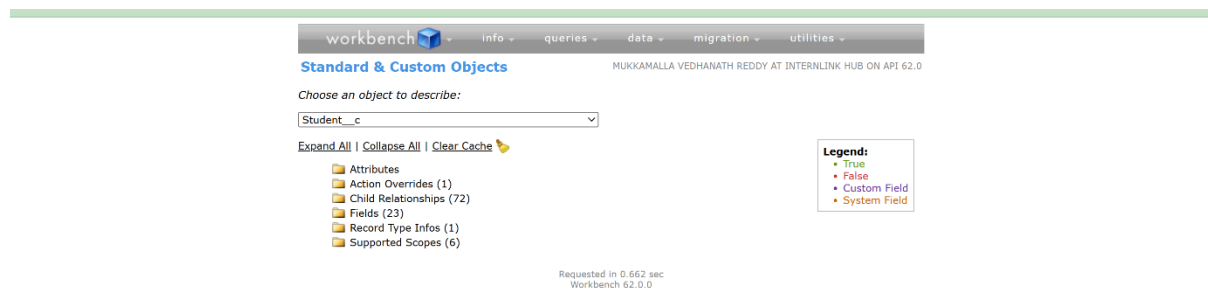 workbench info queries data migration utilities
Standard & Custom Objects MUKKAMALLA VEDHANATH REDDY AT INTERNLINK HUB ON API 62.0
Choose an object to describe:
Student__c
Expand All | Collapse All | Clear Cache
Legend:
• True
• False
• Custom Field
• System Field
Attributes
Action Overrides (1)
Child Relationships (72)
Fields (23)
Record Type Infos (1)
Supported Scopes (6)
Requested in 0.662 sec
Workbench 62.0.0